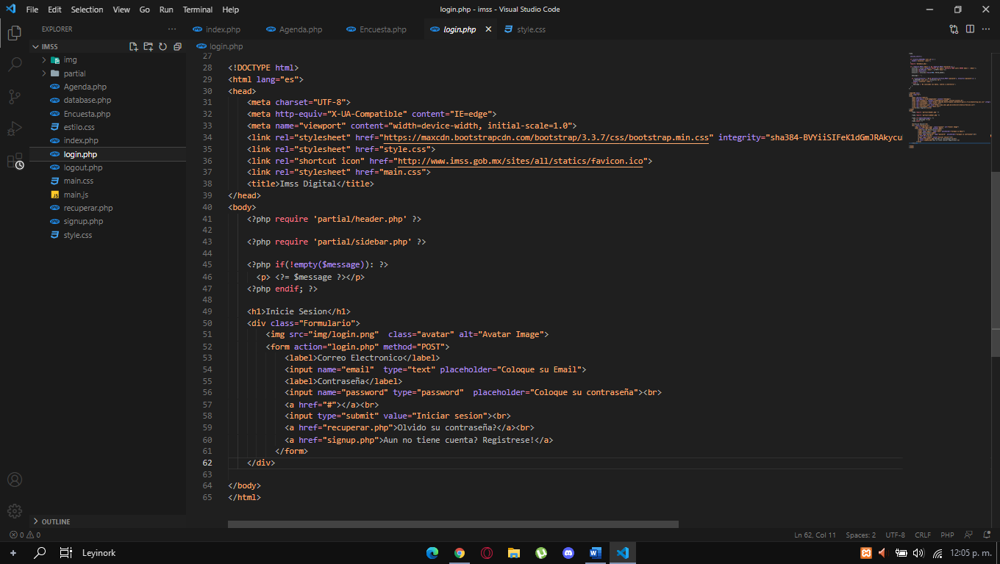 File Edit Selection View Go Run Terminal Help login.php - imss - Visual Studio Code
EXPLORER ··· index.php Agenda.php Encuesta.php login.php style.css
IMSS
login.php
img
partial
Agenda.php
database.php
Encuesta.php
estilo.css
index.php
login.php
logout.php
main.css
main.js
recuperar.php
signup.php
style.css
27
28 <!DOCTYPE html>
29 <html lang="es">
30 <head>
31 <meta charset="UTF-8">
32 <meta http-equiv="X-UA-Compatible" content="IE=edge">
33 <meta name="viewport" content="width=device-width, initial-scale=1.0">
34 <link rel="stylesheet" href="https://maxcdn.bootstrapcdn.com/bootstrap/3.3.7/css/bootstrap.min.css" integrity="sha384-BVYiiSIFeK1dGmJRAkycu
35 <link rel="stylesheet" href="style.css">
36 <link rel="shortcut icon" href="http://www.imss.gob.mx/sites/all/statics/favicon.ico">
37 <link rel="stylesheet" href="main.css">
38 <title>Imss Digital</title>
39 </head>
40 <body>
41 <?php require 'partial/header.php' ?>
42
43 <?php require 'partial/sidebar.php' ?>
44
45 <?php if(!empty($message)): ?>
46 <p> <?= $message ?></p>
47 <?php endif; ?>
48
49 <h1>Inicie Sesion</h1>
50 <div class="Formulario">
51 <img src="img/login.png"  class="avatar" alt="Avatar Image">
52 <form action="login.php" method="POST">
53 <label>Correo Electronico</label>
54 <input name="email"  type="text" placeholder="Coloque su Email">
55 <label>Contraseña</label>
56 <input name="password" type="password"  placeholder="Coloque su contraseña"><br>
57 <a href="#"></a><br>
58 <input type="submit" value="Iniciar sesion"><br>
59 <a href="recuperar.php">Olvido su contraseña?</a><br>
60 <a href="signup.php">Aun no tiene cuenta? Registrese!</a>
61 </form>
62 </div>
63
64 </body>
65 </html>
OUTLINE
0 0 Ln 62, Col 11 Spaces: 2 UTF-8 CRLF PHP
Leyinork 12:05 p. m.